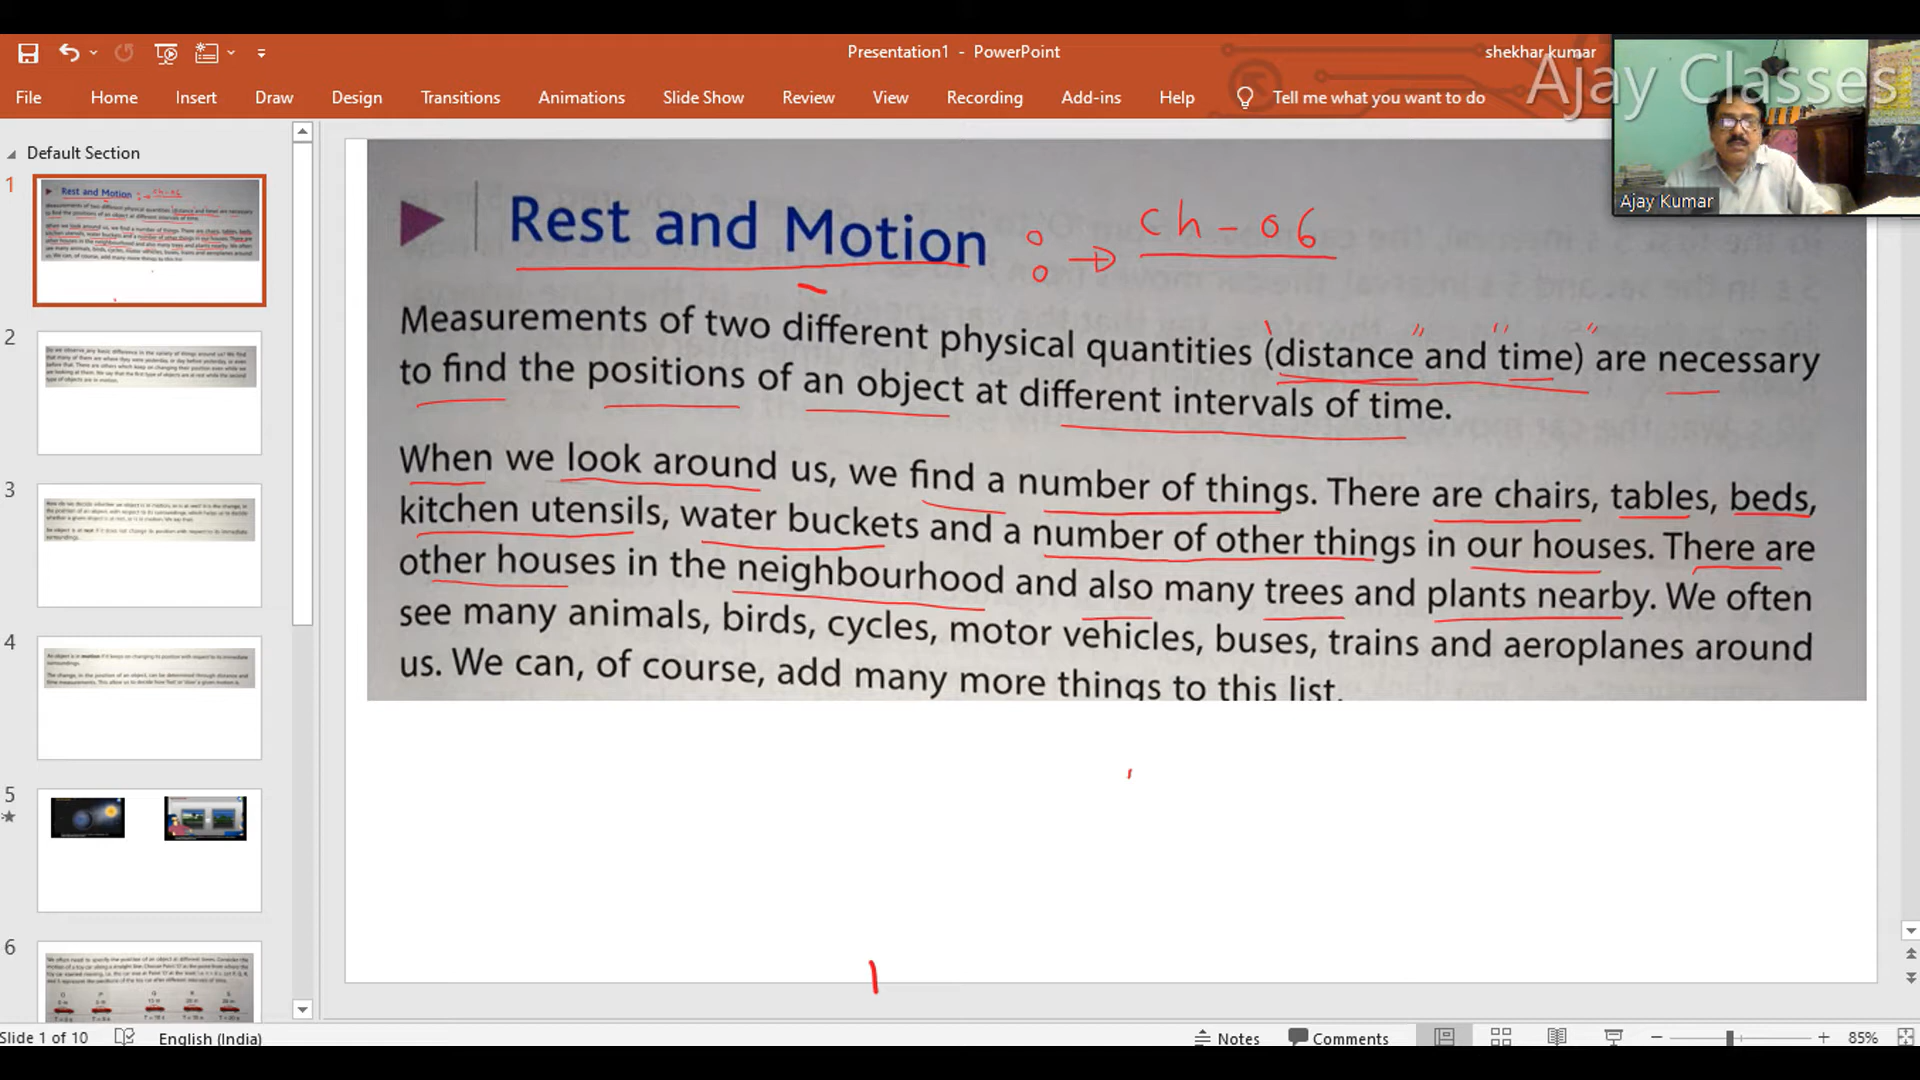 Presentation1 - PowerPoint
shekhar kumar
Ajay Classes
File Home Insert Draw Design Transitions Animations Slide Show Review View Recording Add-ins Help Tell me what you want to do
Ajay Kumar
Default Section
1
2
3
4
5
6
Rest and Motion : → ch-06
Measurements of two different physical quantities (distance and time) are necessary
to find the positions of an object at different intervals of time.
When we look around us, we find a number of things. There are chairs, tables, beds,
kitchen utensils, water buckets and a number of other things in our houses. There are
other houses in the neighbourhood and also many trees and plants nearby. We often
see many animals, birds, cycles, motor vehicles, buses, trains and aeroplanes around
us. We can, of course, add many more things to this list.
Slide 1 of 10 English (India) Notes Comments 85%